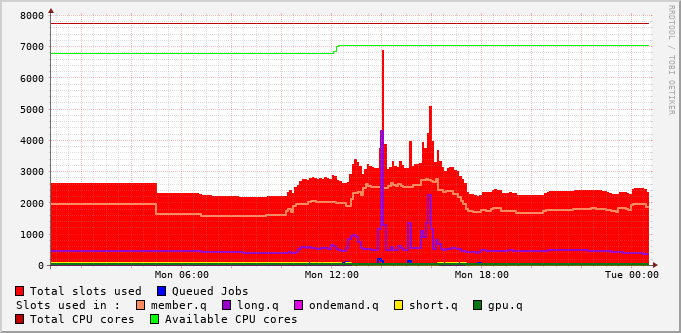 8000
7000
6000
5000
4000
3000
2000
1000
0
Mon 06:00 Mon 12:00 Mon 18:00 Tue 00:00
RRDTOOL / TOBI OETIKER
Total slots used Queued Jobs
Slots used in : member.q long.q ondemand.q short.q gpu.q
Total CPU cores Available CPU cores